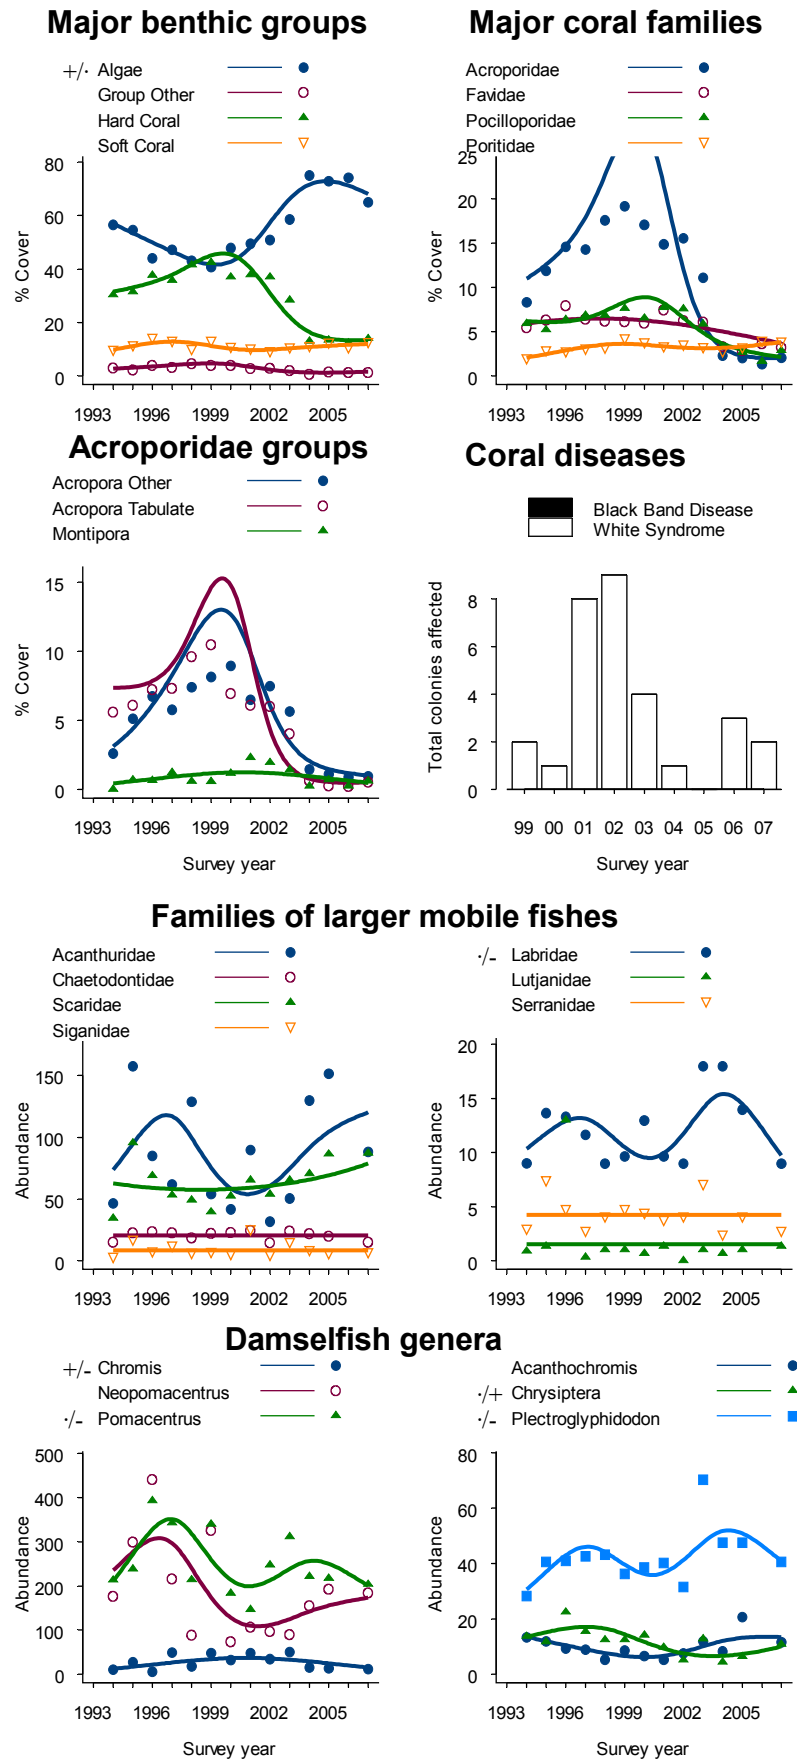 Major benthic groups
Major coral families
+/· Algae
Group Other
Hard Coral
Soft Coral
Acroporidae
Favidae
Pocilloporidae
Poritidae
80
60
40
20
0
% Cover
1993 1996 1999 2002 2005
25
20
15
10
5
0
% Cover
1993 1996 1999 2002 2005
Acroporidae groups
Coral diseases
Acropora Other
Acropora Tabulate
Montipora
Black Band Disease
White Syndrome
15
10
5
0
% Cover
1993 1996 1999 2002 2005
Survey year
8
6
4
2
0
Total colonies affected
99 00 01 02 03 04 05 06 07
Survey year
Families of larger mobile fishes
Acanthuridae
Chaetodontidae
Scaridae
Siganidae
·/- Labridae
Lutjanidae
Serranidae
150
100
50
0
Abundance
1993 1996 1999 2002 2005
20
15
10
5
0
Abundance
1993 1996 1999 2002 2005
Damselfish genera
+/- Chromis
Neopomacentrus
·/- Pomacentrus
Acanthochromis
·/+ Chrysiptera
·/- Plectroglyphidodon
500
400
300
200
100
0
Abundance
1993 1996 1999 2002 2005
Survey year
80
60
40
20
0
Abundance
1993 1996 1999 2002 2005
Survey year